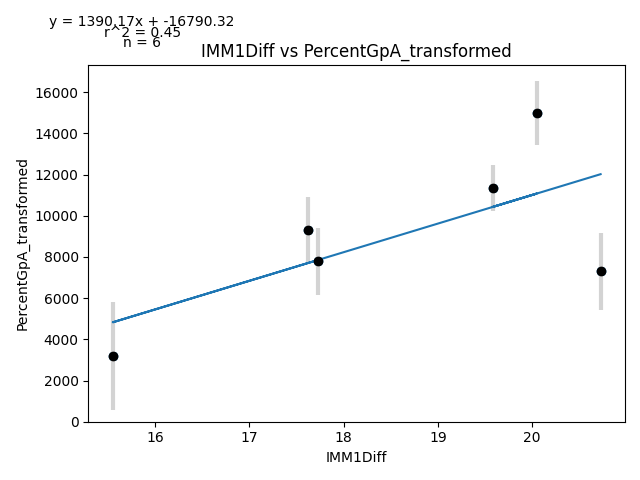 y = 1390.17x + -16790.32
r^2 = 0.45
n = 6
IMM1Diff vs PercentGpA_transformed
PercentGpA_transformed
16000
14000
12000
10000
8000
6000
4000
2000
0
16
17
18
19
20
IMM1Diff